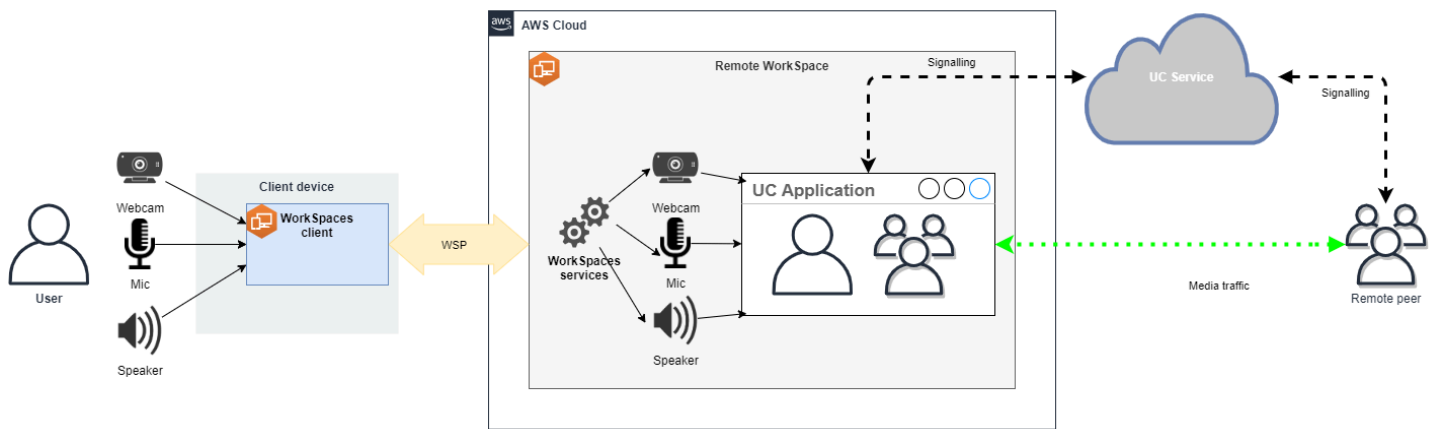 aws
AWS Cloud
Remote WorkSpace
Signalling
UC Service
Signalling
Client device
Webcam
WorkSpaces
client
Mic
User
Speaker
WSP
WorkSpaces
services
Webcam
Mic
Speaker
UC Application
Media traffic
Remote peer